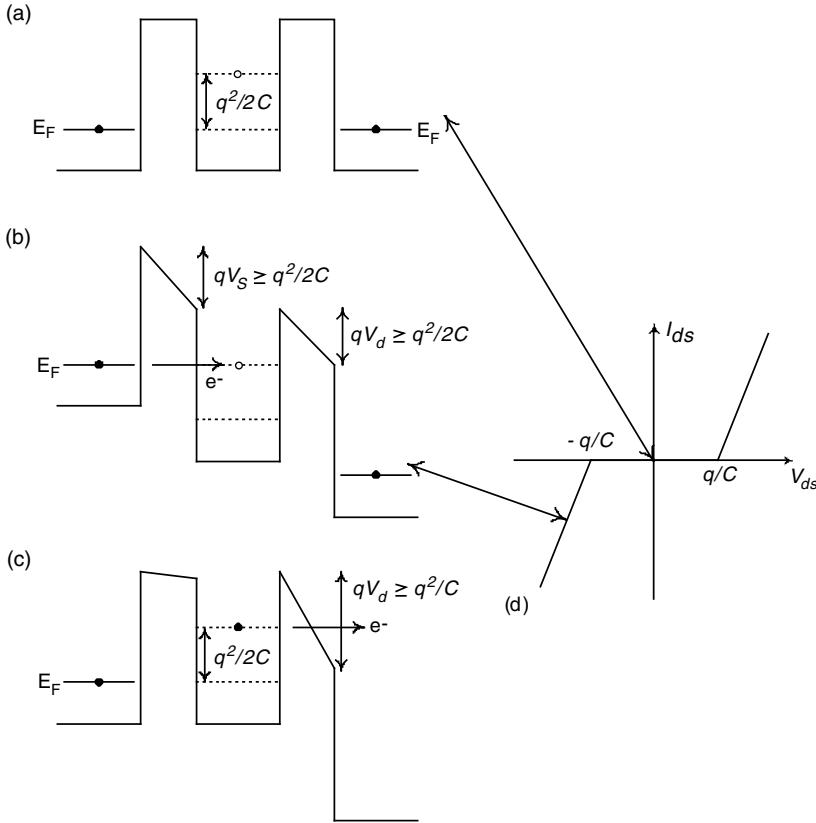 (a)
q²/2C
E_F
E_F
(b)
qV_S ≥ q²/2C
qV_d ≥ q²/2C
E_F
e⁻
I_ds
- q/C
q/C
V_ds
(c)
qV_d ≥ q²/C
e⁻
(d)
q²/2C
E_F